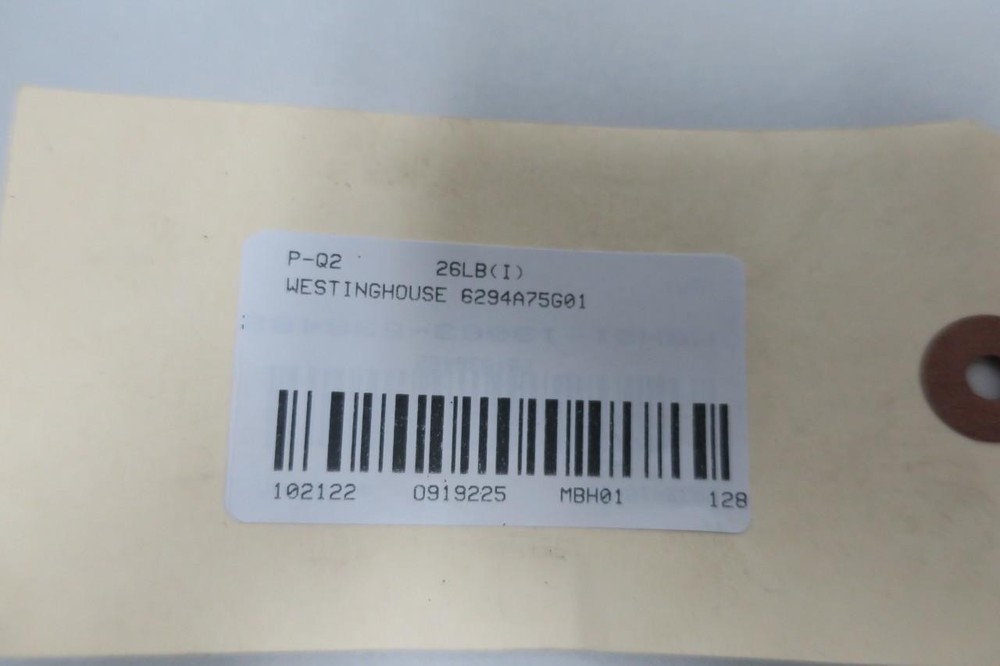 P-Q2 26LB(I)
WESTINGHOUSE 6294A75G01
102122 0919225 MBH01 128